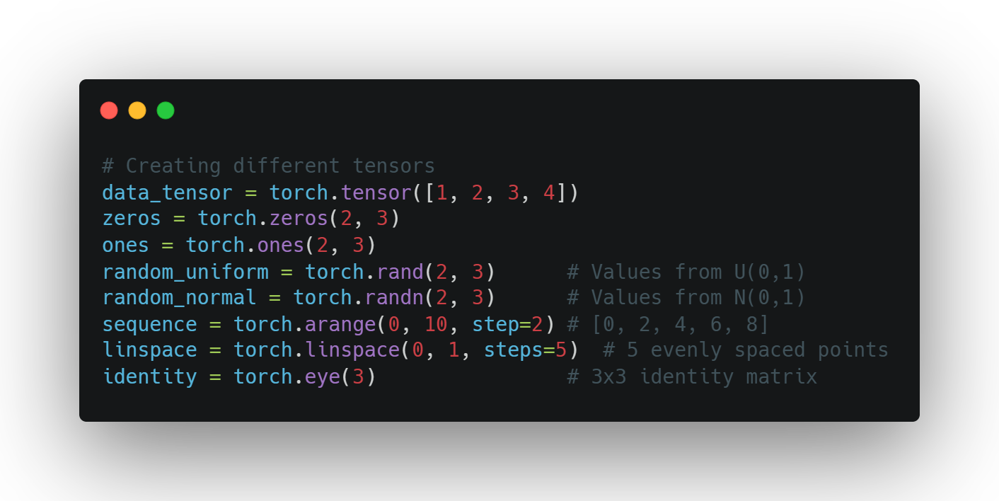 # Creating different tensors
data_tensor = torch.tensor([1, 2, 3, 4])
zeros = torch.zeros(2, 3)
ones = torch.ones(2, 3)
random_uniform = torch.rand(2, 3)      # Values from U(0,1)
random_normal = torch.randn(2, 3)      # Values from N(0,1)
sequence = torch.arange(0, 10, step=2) # [0, 2, 4, 6, 8]
linspace = torch.linspace(0, 1, steps=5)  # 5 evenly spaced points
identity = torch.eye(3)                # 3x3 identity matrix